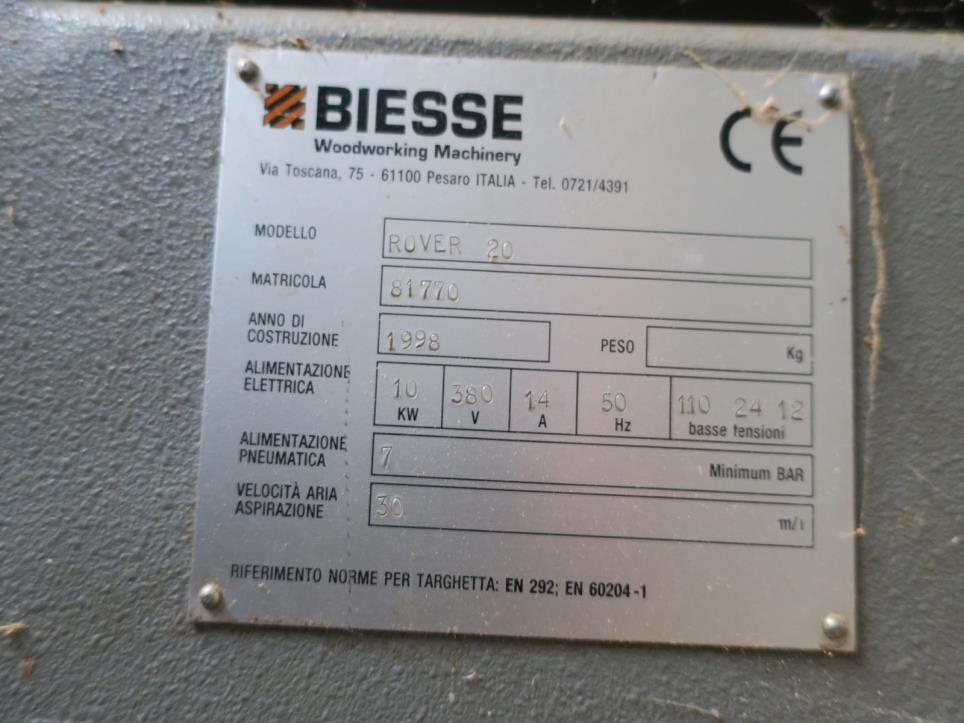 BIESSE
Woodworking Machinery
CE
Via Toscana, 75 - 61100 Pesaro ITALIA - Tel. 0721/4391
MODELLO ROVER 20
MATRICOLA 81770
ANNO DI
COSTRUZIONE 1998 PESO Kg
ALIMENTAZIONE
ELETTRICA 10 380 14 50 110 24 12
KW V A Hz basse tensioni
ALIMENTAZIONE
PNEUMATICA 7 Minimum BAR
VELOCITÀ ARIA
ASPIRAZIONE 30
RIFERIMENTO NORME PER TARGHETTA: EN 292; EN 60204-1